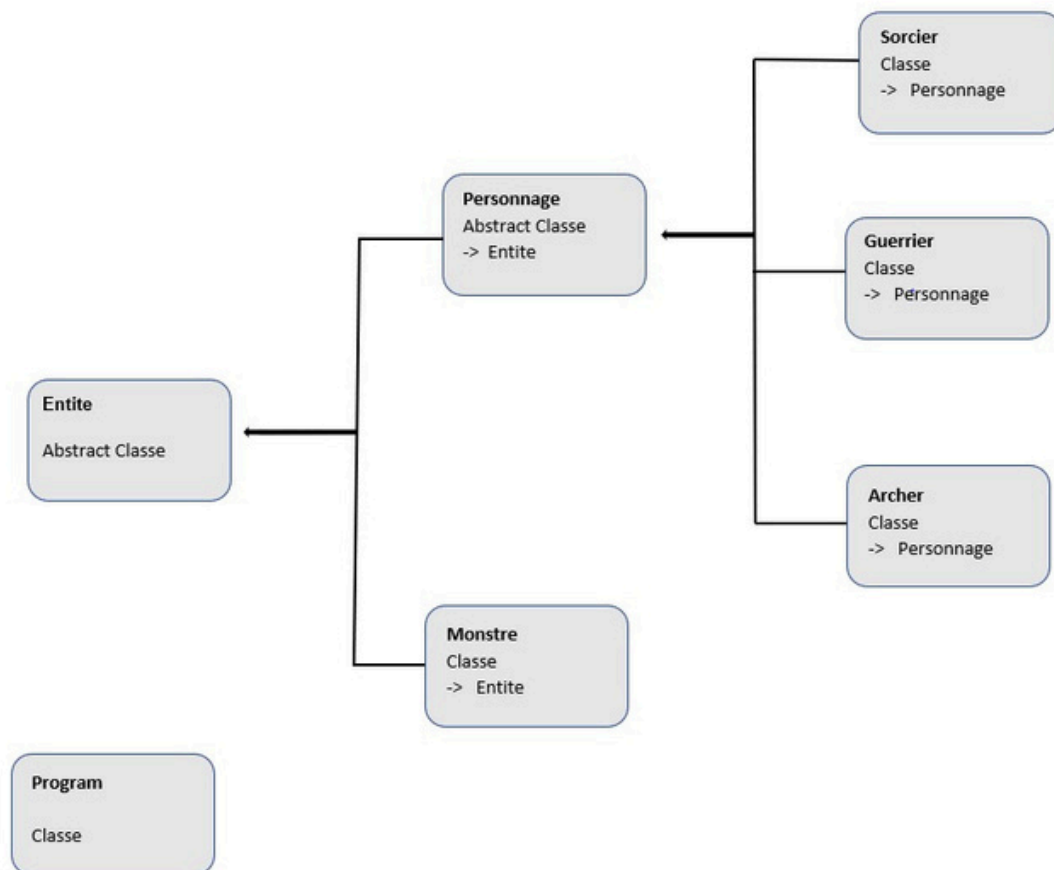 Sorcier
Classe
-> Personnage
Personnage
Abstract Classe
-> Entite
Guerrier
Classe
-> Personnage
Entite
Abstract Classe
Archer
Classe
-> Personnage
Monstre
Classe
-> Entite
Program
Classe